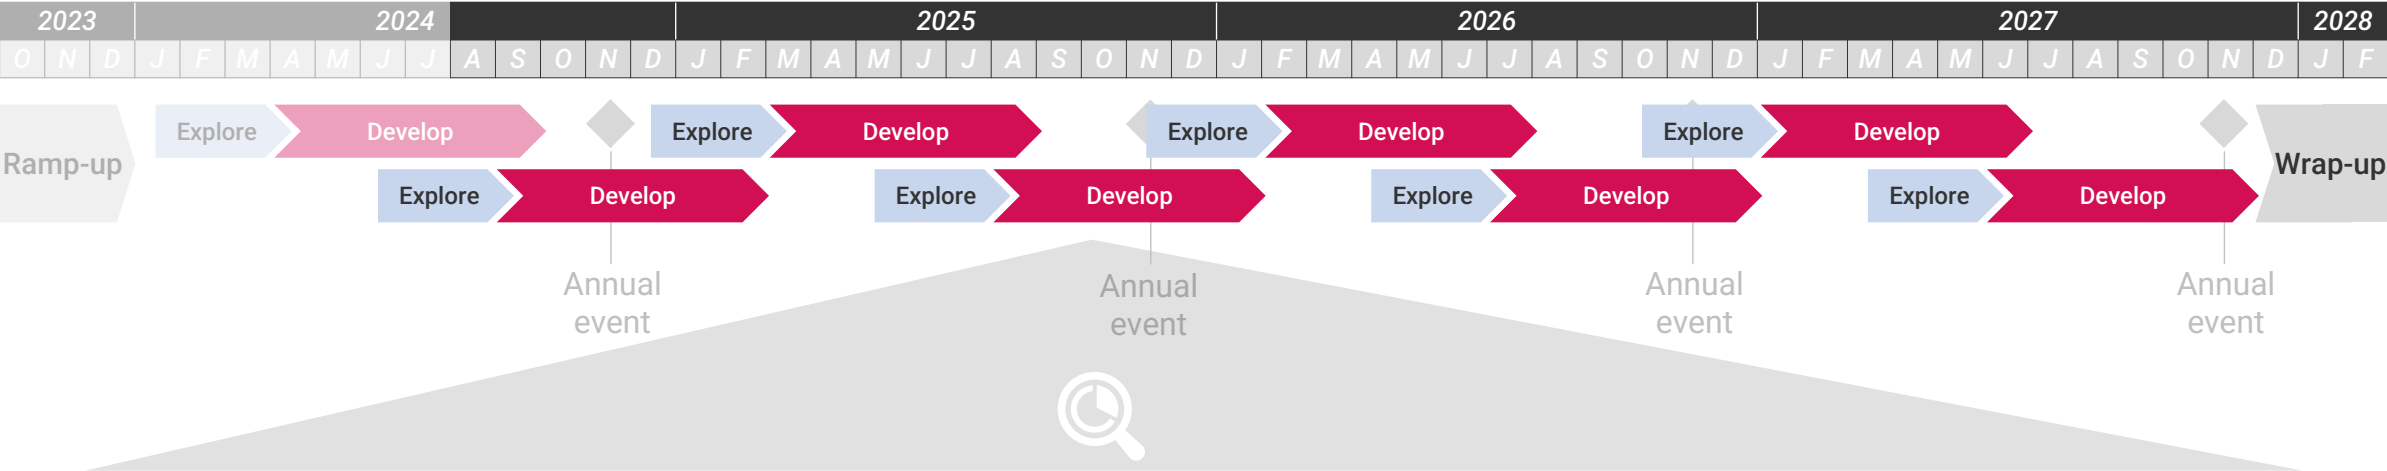 2023 2024 2025 2026 2027 2028
O N D J F M A M J J A S O N D J F M A M J J A S O N D J F M A M J J A S O N D J F M A M J J A S O N D J F
Explore Develop Explore Develop Explore Develop Explore Develop
Ramp-up Wrap-up
Explore Develop Explore Develop Explore Develop Explore Develop
Annual
event
Annual
event
Annual
event
Annual
event